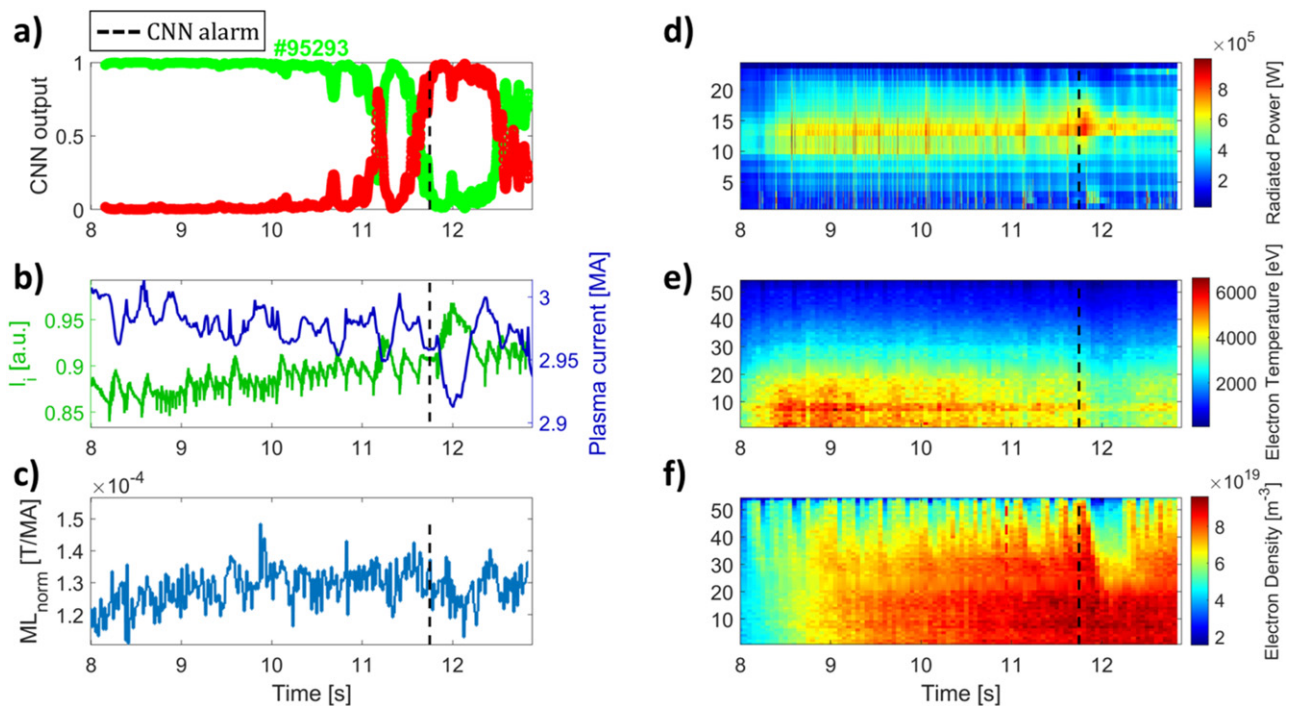 a)
CNN alarm
#95293
CNN output
1
0.5
0
8 9 10 11 12
b)
l_i [a.u.]
0.95
0.9
0.85
3
2.95
2.9
Plasma current [MA]
8 9 10 11 12
c)
×10^-4
ML_norm [T/MA]
1.5
1.4
1.3
1.2
8 9 10 11 12
Time [s]
d)
20
15
10
5
8 9 10 11 12
×10^5
8
6
4
2
Radiated Power [W]
e)
50
40
30
20
10
8 9 10 11 12
6000
4000
2000
Electron Temperature [eV]
f)
50
40
30
20
10
8 9 10 11 12
Time [s]
×10^19
8
6
4
2
Electron Density [m^-3]